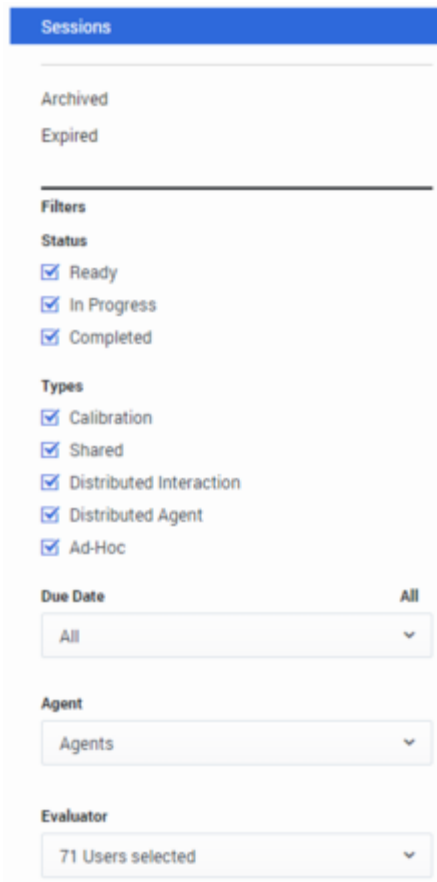 Sessions
Archived
Expired
Filters
Status
Ready
In Progress
Completed
Types
Calibration
Shared
Distributed Interaction
Distributed Agent
Ad-Hoc
Due Date All
All
Agent
Agents
Evaluator
71 Users selected